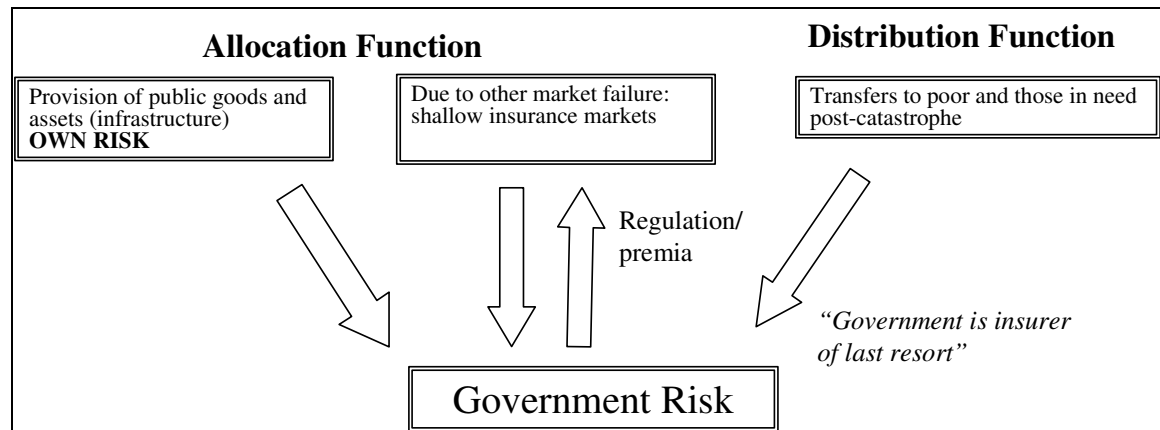 Allocation Function
Distribution Function
Provision of public goods and
assets (infrastructure)
OWN RISK
Due to other market failure:
shallow insurance markets
Transfers to poor and those in need
post-catastrophe
Regulation/
premia
“Government is insurer
of last resort”
Government Risk